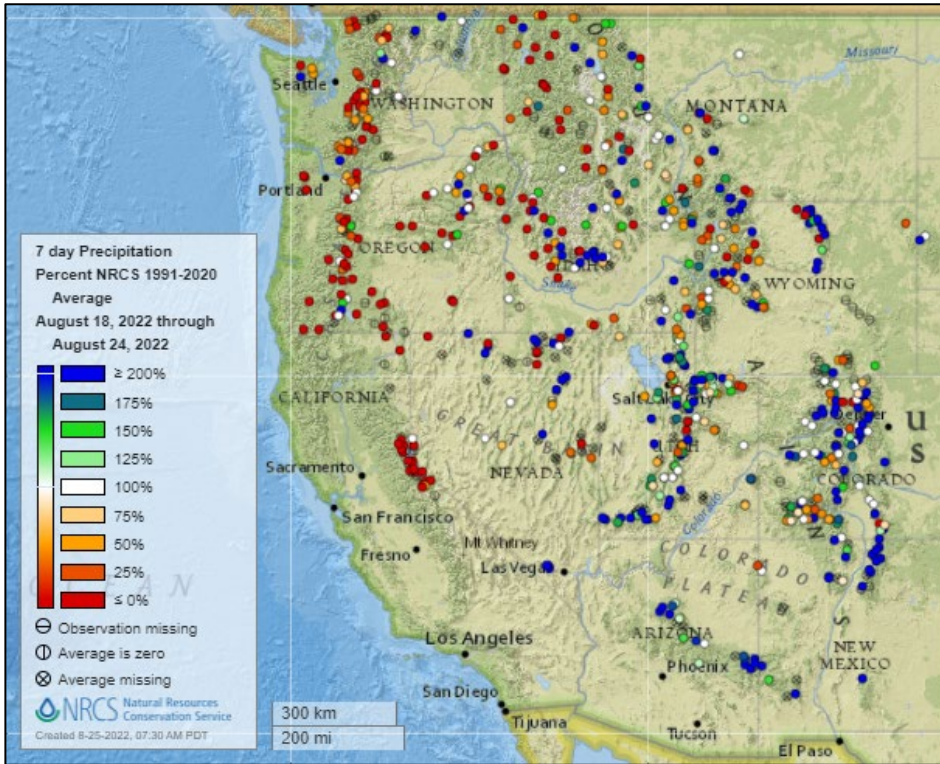 Missouri
Seattle
WASHINGTON
MONTANA
Portland
OREGON
WYOMING
Snake
7 day Precipitation
Percent NRCS 1991-2020
Average
August 18, 2022 through
August 24, 2022
≥ 200%
175%
150%
125%
100%
75%
50%
25%
≤ 0%
⊖ Observation missing
⦶ Average is zero
⊗ Average missing
NRCS Natural Resources
Conservation Service
Created 8-25-2022, 07:30 AM PDT
CALIFORNIA
Salt Lake City
Denver
US
GREAT BASIN
UTAH
NEVADA
COLORADO
Sacramento
San Francisco
Colorado
Mt Whitney
Fresno
Las Vegas
COLORADO
PLATEAU
Los Angeles
ARIZONA
Phoenix
NEW
MEXICO
San Diego
Tijuana
300 km
200 mi
Tucson
El Paso